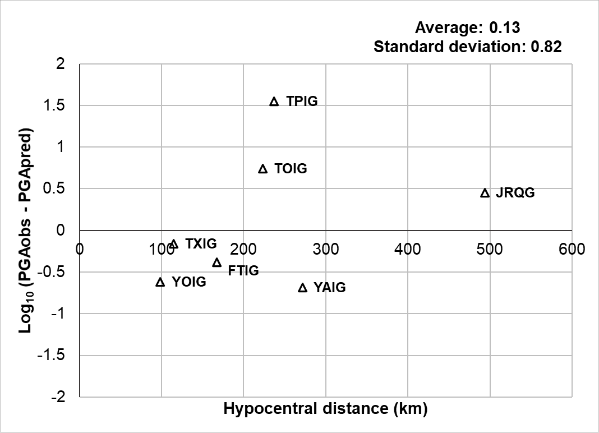 Average: 0.13
Standard deviation: 0.82
Log10 (PGAobs - PGApred)
2
1.5
1
0.5
0
-0.5
-1
-1.5
-2
TPIG
TOIG
JRQG
TXIG
FTIG
YOIG
YAIG
0 100 200 300 400 500 600
Hypocentral distance (km)